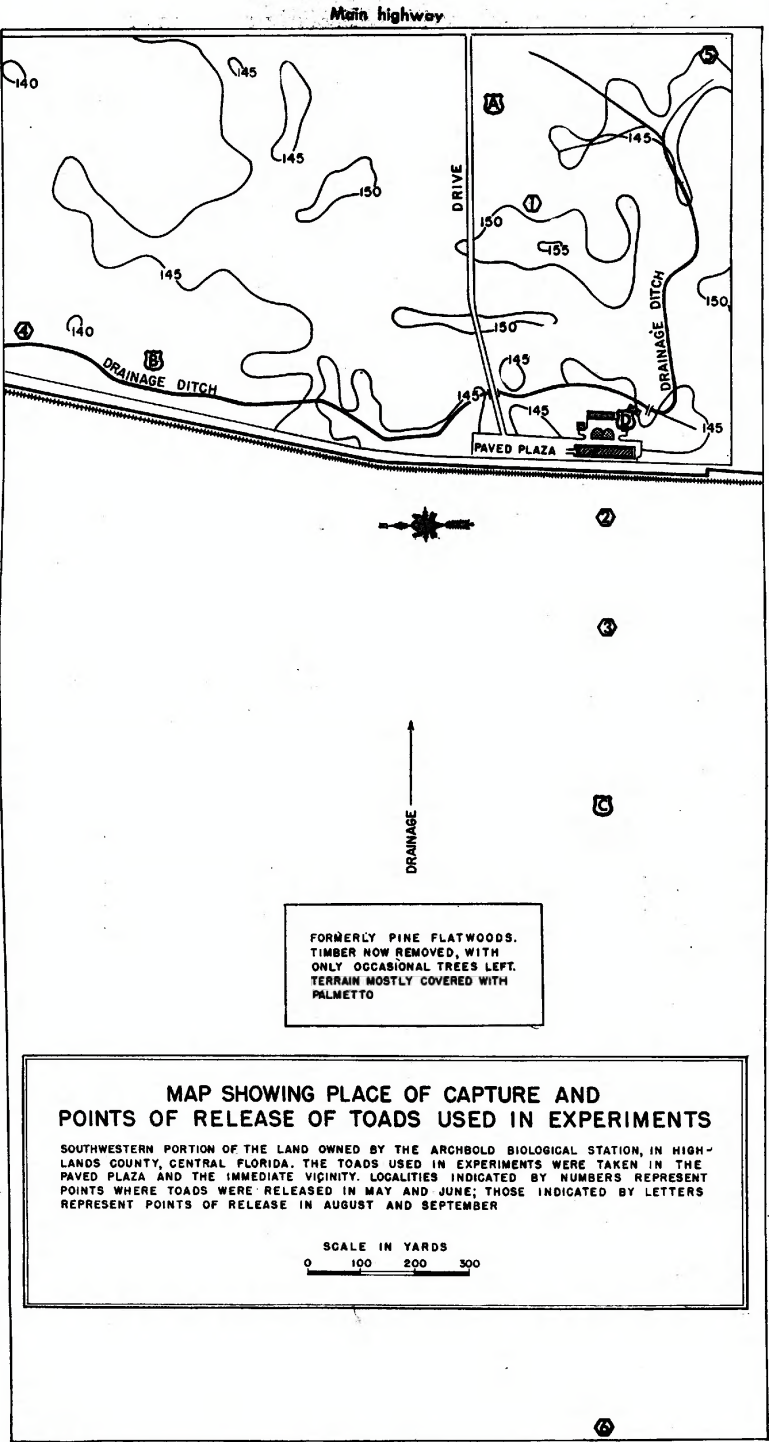 Main highway
5
140
145
A
145
145
150
DRIVE
1
150
155
145
150
DRAINAGE DITCH
140
4
B
150
DRAINAGE DITCH
145
145
145
D
145
PAVED PLAZA
2
3
C
DRAINAGE
FORMERLY PINE FLATWOODS.
TIMBER NOW REMOVED, WITH
ONLY OCCASIONAL TREES LEFT.
TERRAIN MOSTLY COVERED WITH
PALMETTO
MAP SHOWING PLACE OF CAPTURE AND
POINTS OF RELEASE OF TOADS USED IN EXPERIMENTS
SOUTHWESTERN PORTION OF THE LAND OWNED BY THE ARCHBOLD BIOLOGICAL STATION, IN HIGH-
LANDS COUNTY, CENTRAL FLORIDA. THE TOADS USED IN EXPERIMENTS WERE TAKEN IN THE
PAVED PLAZA AND THE IMMEDIATE VICINITY. LOCALITIES INDICATED BY NUMBERS REPRESENT
POINTS WHERE TOADS WERE RELEASED IN MAY AND JUNE; THOSE INDICATED BY LETTERS
REPRESENT POINTS OF RELEASE IN AUGUST AND SEPTEMBER
SCALE IN YARDS
0 100 200 300
6